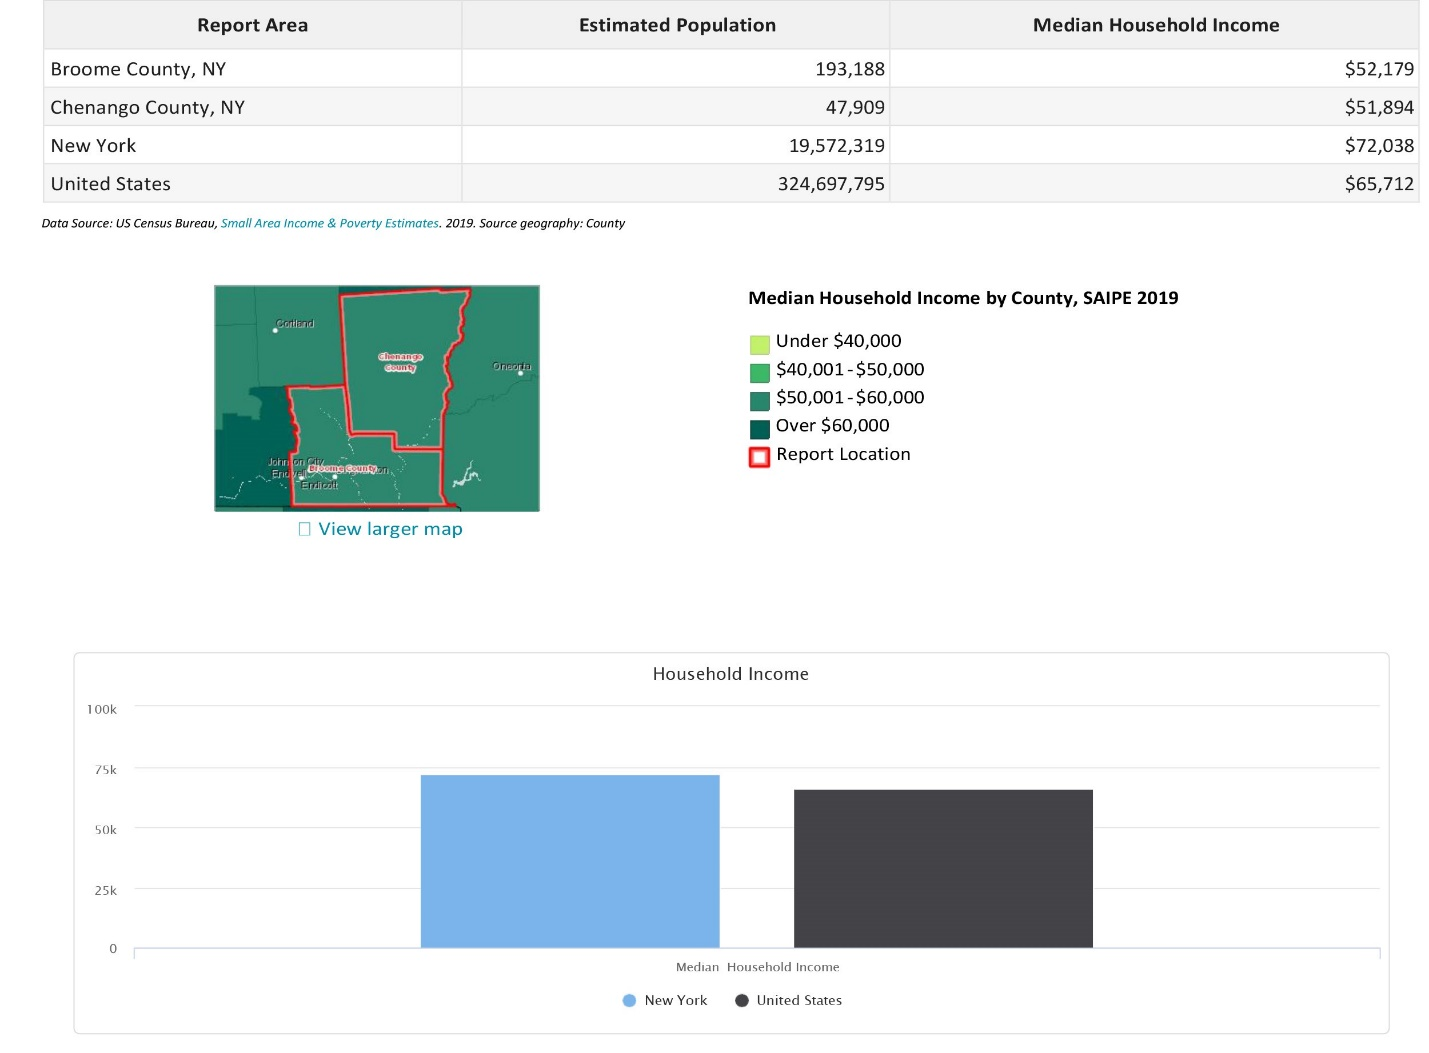 Report Area Estimated Population Median Household Income
Broome County, NY 193,188 $52,179
Chenango County, NY 47,909 $51,894
New York 19,572,319 $72,038
United States 324,697,795 $65,712
Data Source: US Census Bureau, Small Area Income & Poverty Estimates. 2019. Source geography: County
Median Household Income by County, SAIPE 2019
Under $40,000
$40,001 - $50,000
$50,001 - $60,000
Over $60,000
Report Location
Cortland
Chenango
County
Oneonta
Johnson City
Broome County
Endicott
View larger map
Household Income
100k
75k
50k
25k
0
Median Household Income
New York United States